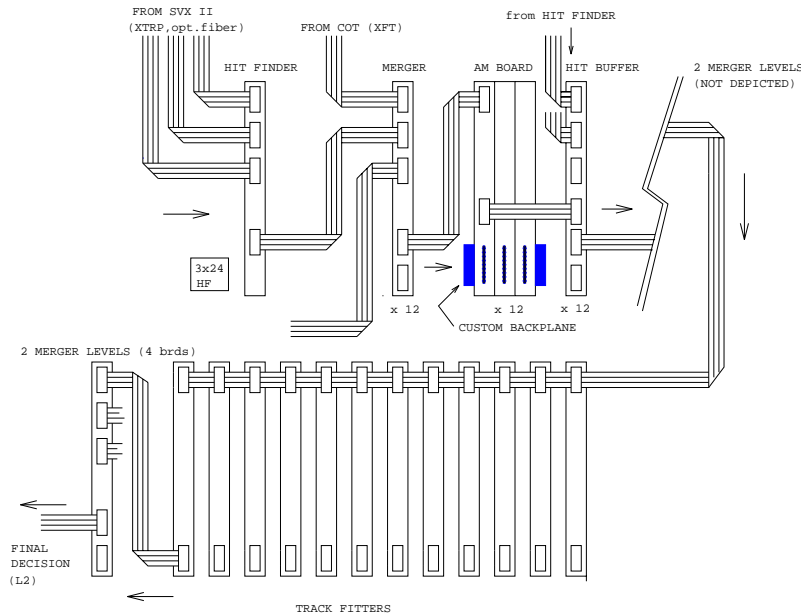 FROM SVX II
(XTRP,opt.fiber)
FROM COT (XFT)
from HIT FINDER
HIT FINDER
MERGER
AM BOARD
HIT BUFFER
2 MERGER LEVELS
(NOT DEPICTED)
3x24
HF
x 12
x 12
x 12
CUSTOM BACKPLANE
2 MERGER LEVELS (4 brds)
FINAL
DECISION
(L2)
TRACK FITTERS